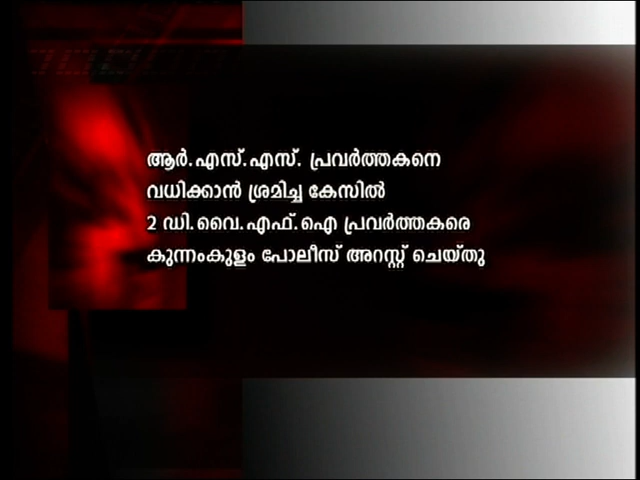 ആർ.എസ്.എസ്. പ്രവർത്തകനെ
വധിക്കാൻ ശ്രമിച്ച കേസിൽ
2 ഡി.വൈ.എഫ്.ഐ പ്രവർത്തകരെ
കുന്നംകുളം പോലീസ് അറസ്റ്റ് ചെയ്തു